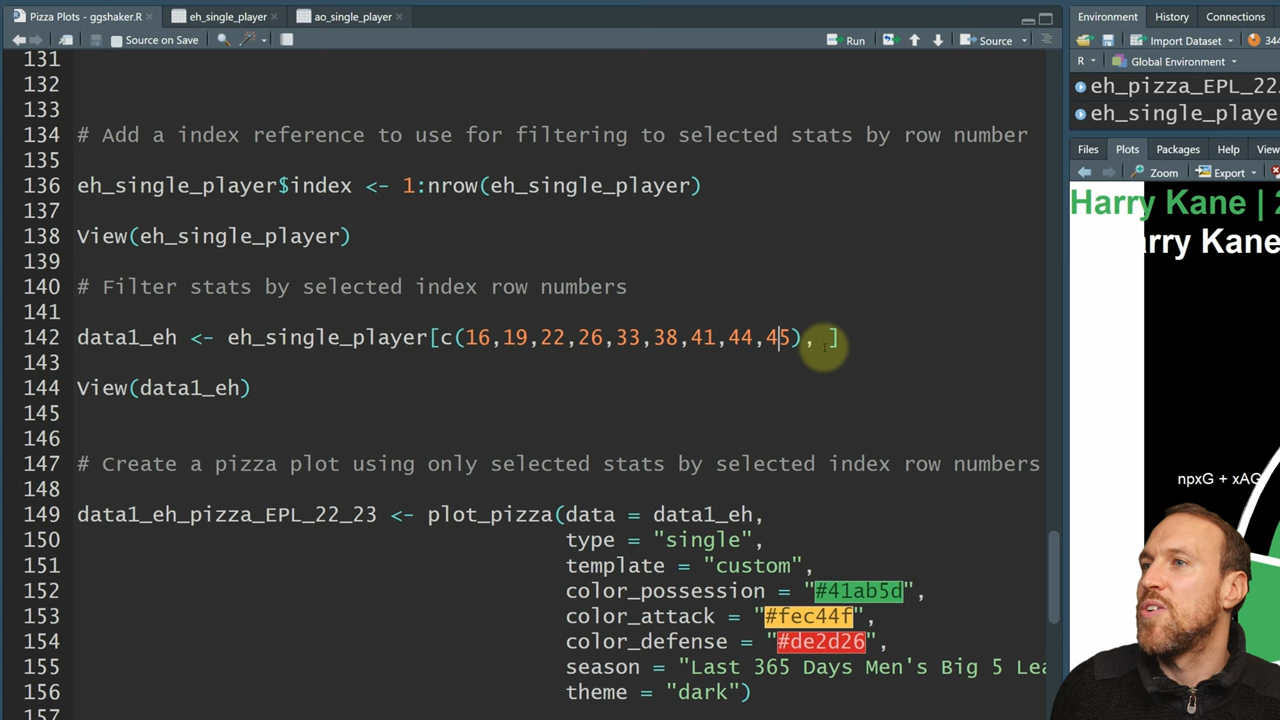 Pizza Plots - ggshaker.R
eh_single_player
ao_single_player
Source on Save
Run
Source
131
132
133
134 # Add a index reference to use for filtering to selected stats by row number
135
136 eh_single_player$index <- 1:nrow(eh_single_player)
137
138 View(eh_single_player)
139
140 # Filter stats by selected index row numbers
141
142 data1_eh <- eh_single_player[c(16,19,22,26,33,38,41,44,45), ]
143
144 View(data1_eh)
145
146
147 # Create a pizza plot using only selected stats by selected index row numbers
148
149 data1_eh_pizza_EPL_22_23 <- plot_pizza(data = data1_eh,
150 type = "single",
151 template = "custom",
152 color_possession = "#41ab5d",
153 color_attack = "#fec44f",
154 color_defense = "#de2d26",
155 season = "Last 365 Days Men's Big 5 Lea
156 theme = "dark")
157
Environment History Connections
Import Dataset 344
R Global Environment
eh_pizza_EPL_22
eh_single_playe
Files Plots Packages Help View
Zoom Export
Harry Kane | 2
arry Kane
npxG + xAG